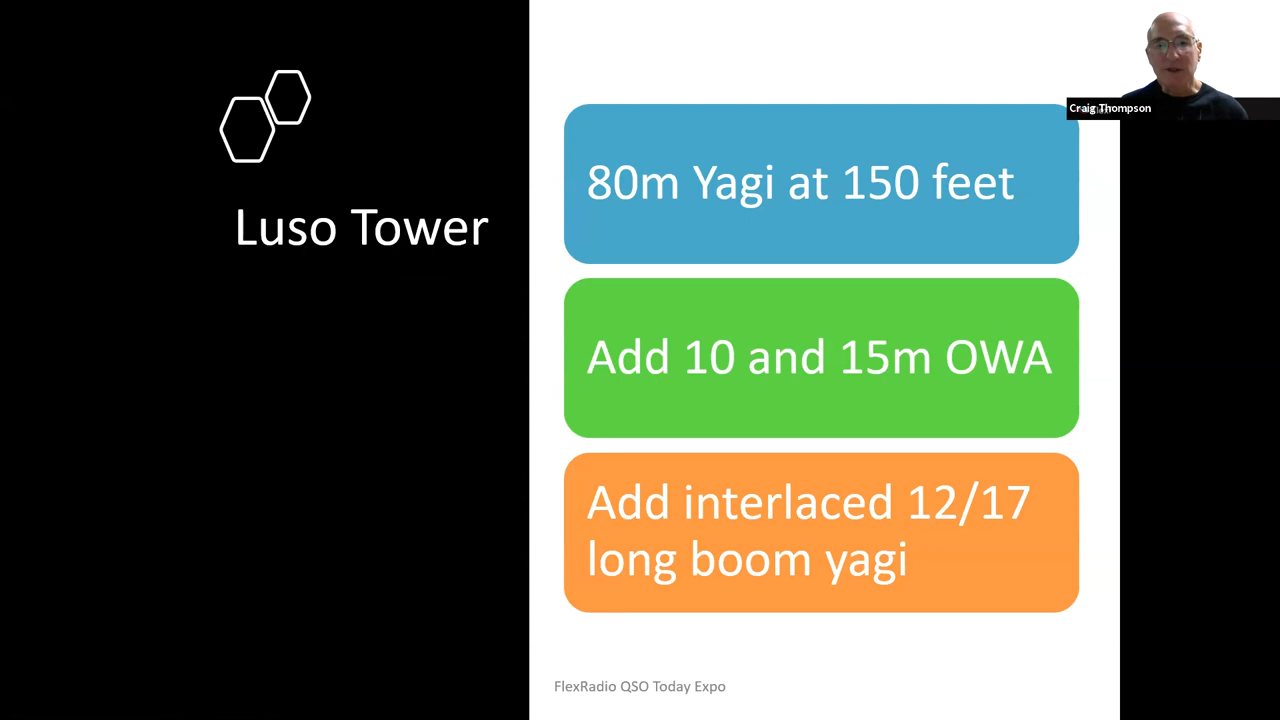 Craig Thompson
Luso Tower
80m Yagi at 150 feet
Add 10 and 15m OWA
Add interlaced 12/17
long boom yagi
FlexRadio QSO Today Expo